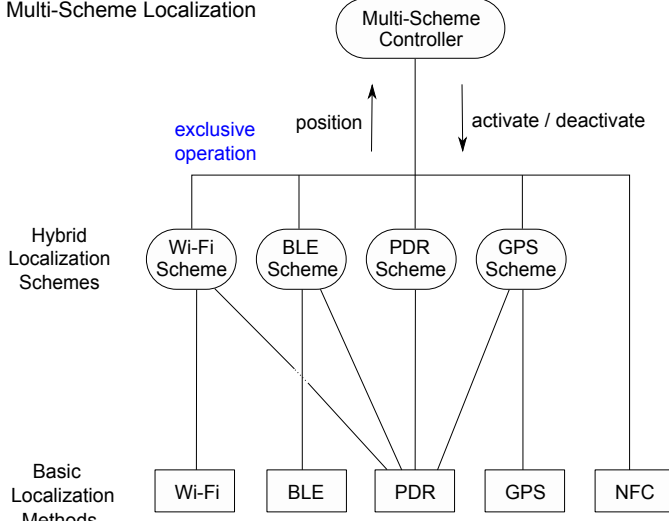 Multi-Scheme Localization
Multi-Scheme
Controller
position
activate / deactivate
exclusive
operation
Hybrid
Localization
Schemes
Wi-Fi
Scheme
BLE
Scheme
PDR
Scheme
GPS
Scheme
Basic
Localization
Methods
Wi-Fi
BLE
PDR
GPS
NFC